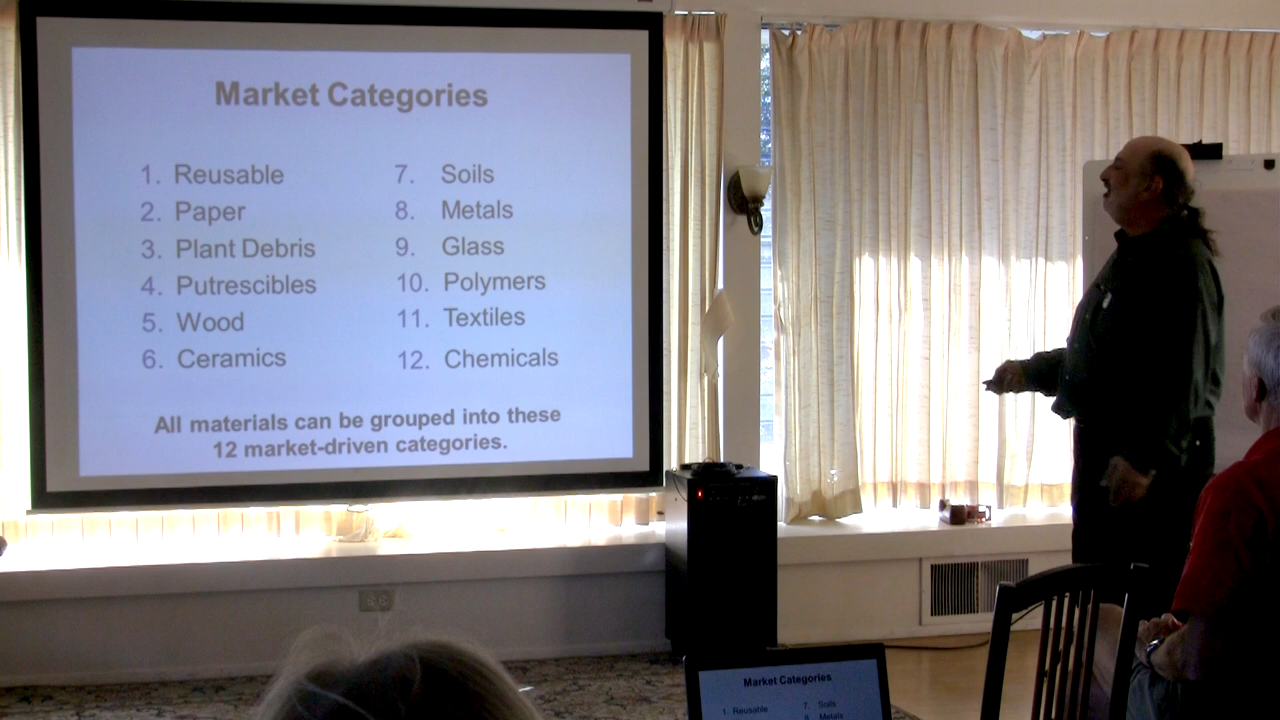 Market Categories
1. Reusable
2. Paper
3. Plant Debris
4. Putrescibles
5. Wood
6. Ceramics
7. Soils
8. Metals
9. Glass
10. Polymers
11. Textiles
12. Chemicals
All materials can be grouped into these
12 market-driven categories.
Market Categories
1. Reusable
7. Soils
8. Metals